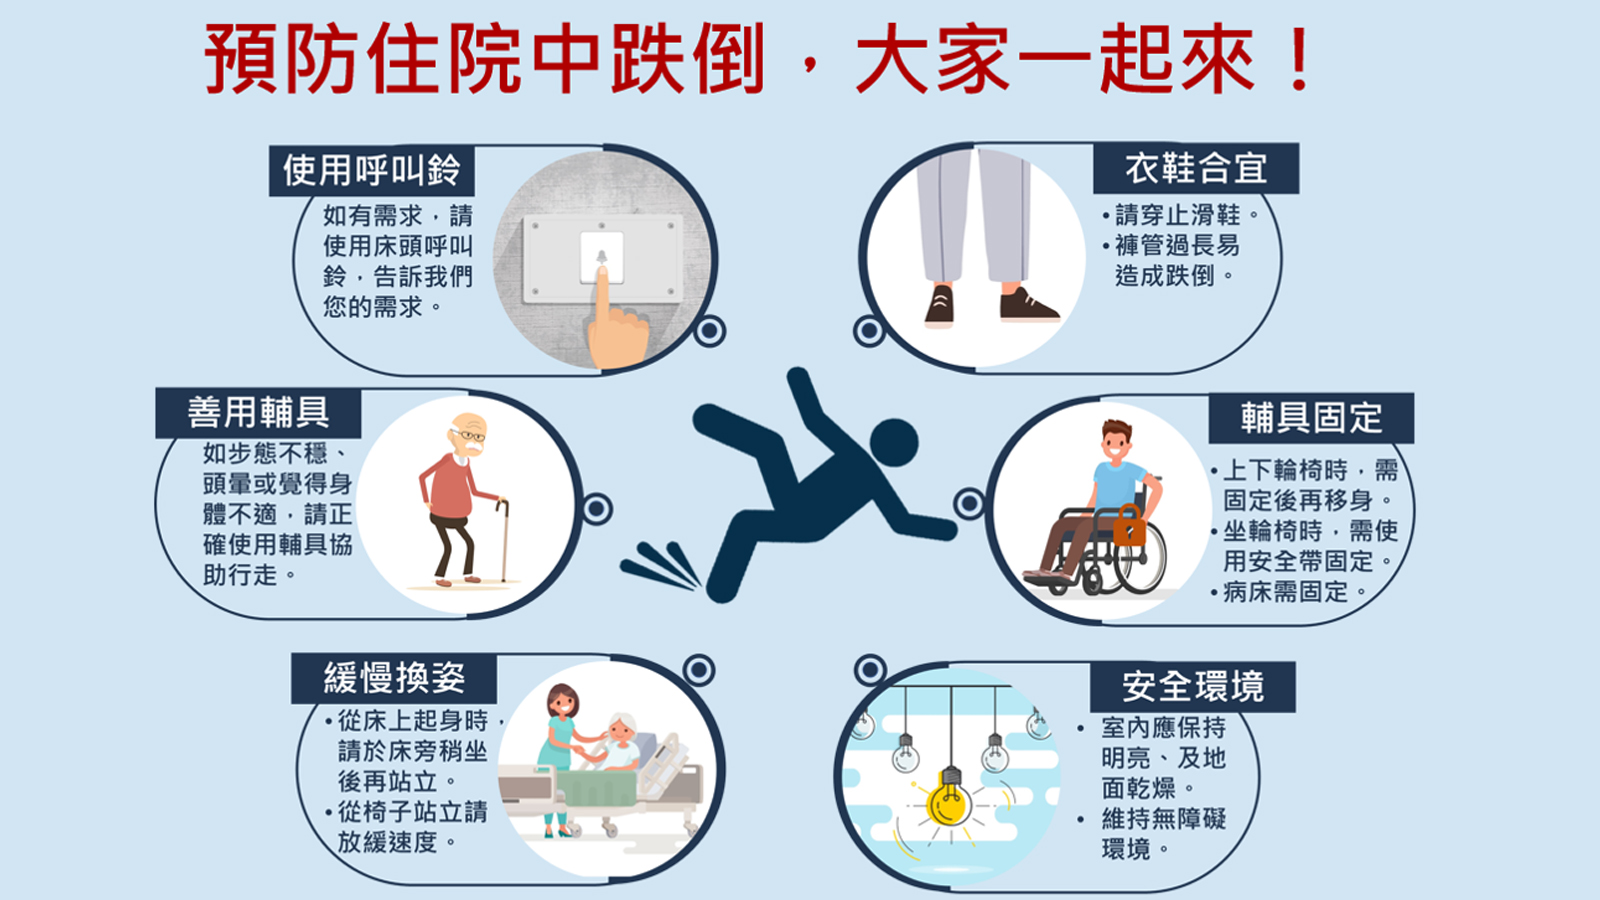 預防住院中跌倒，大家一起來！
使用呼叫鈴
如有需求，請
使用床頭呼叫
鈴，告訴我們
您的需求。
衣鞋合宜
•請穿止滑鞋。
•褲管過長易
造成跌倒。
善用輔具
如步態不穩、
頭暈或覺得身
體不適，請正
確使用輔具協
助行走。
輔具固定
•上下輪椅時，需
固定後再移身。
•坐輪椅時，需使
用安全帶固定。
•病床需固定。
緩慢換姿
•從床上起身時，
請於床旁稍坐
後再站立。
•從椅子站立請
放緩速度。
安全環境
• 室內應保持
明亮、及地
面乾燥。
• 維持無障礙
環境。